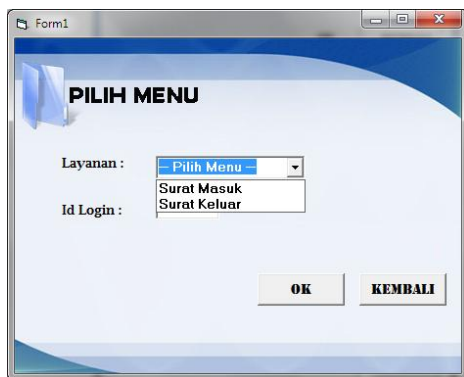 Form1
PILIH MENU
Layanan :
-- Pilih Menu --
Surat Masuk
Surat Keluar
Id Login :
OK
KEMBALI